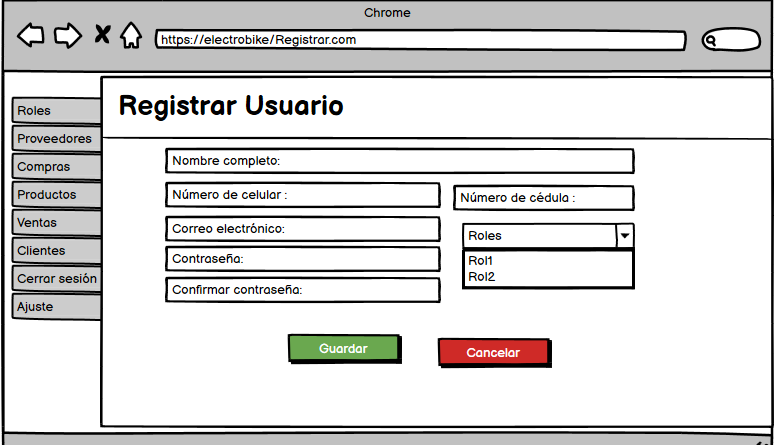 Chrome
https://electrobike/Registrar.com
Registrar Usuario
Roles
Proveedores
Compras
Productos
Ventas
Clientes
Cerrar sesión
Ajuste
Nombre completo:
Número de celular :
Número de cédula :
Correo electrónico:
Roles
Contraseña:
Rol1
Rol2
Confirmar contraseña:
Guardar
Cancelar